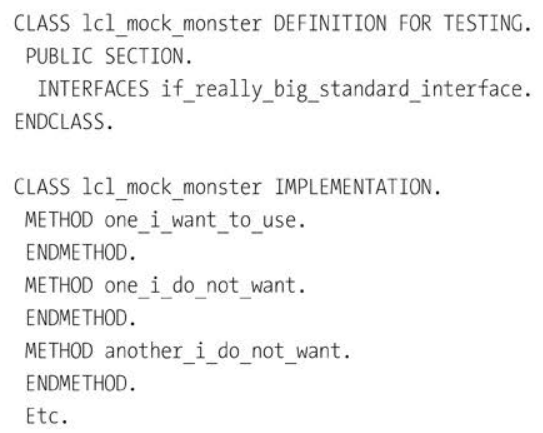 CLASS lcl_mock_monster DEFINITION FOR TESTING.
PUBLIC SECTION.
INTERFACES if_really_big_standard_interface.
ENDCLASS.
CLASS lcl_mock_monster IMPLEMENTATION.
METHOD one_i_want_to_use.
ENDMETHOD.
METHOD one_i_do_not_want.
ENDMETHOD.
METHOD another_i_do_not_want.
ENDMETHOD.
Etc.